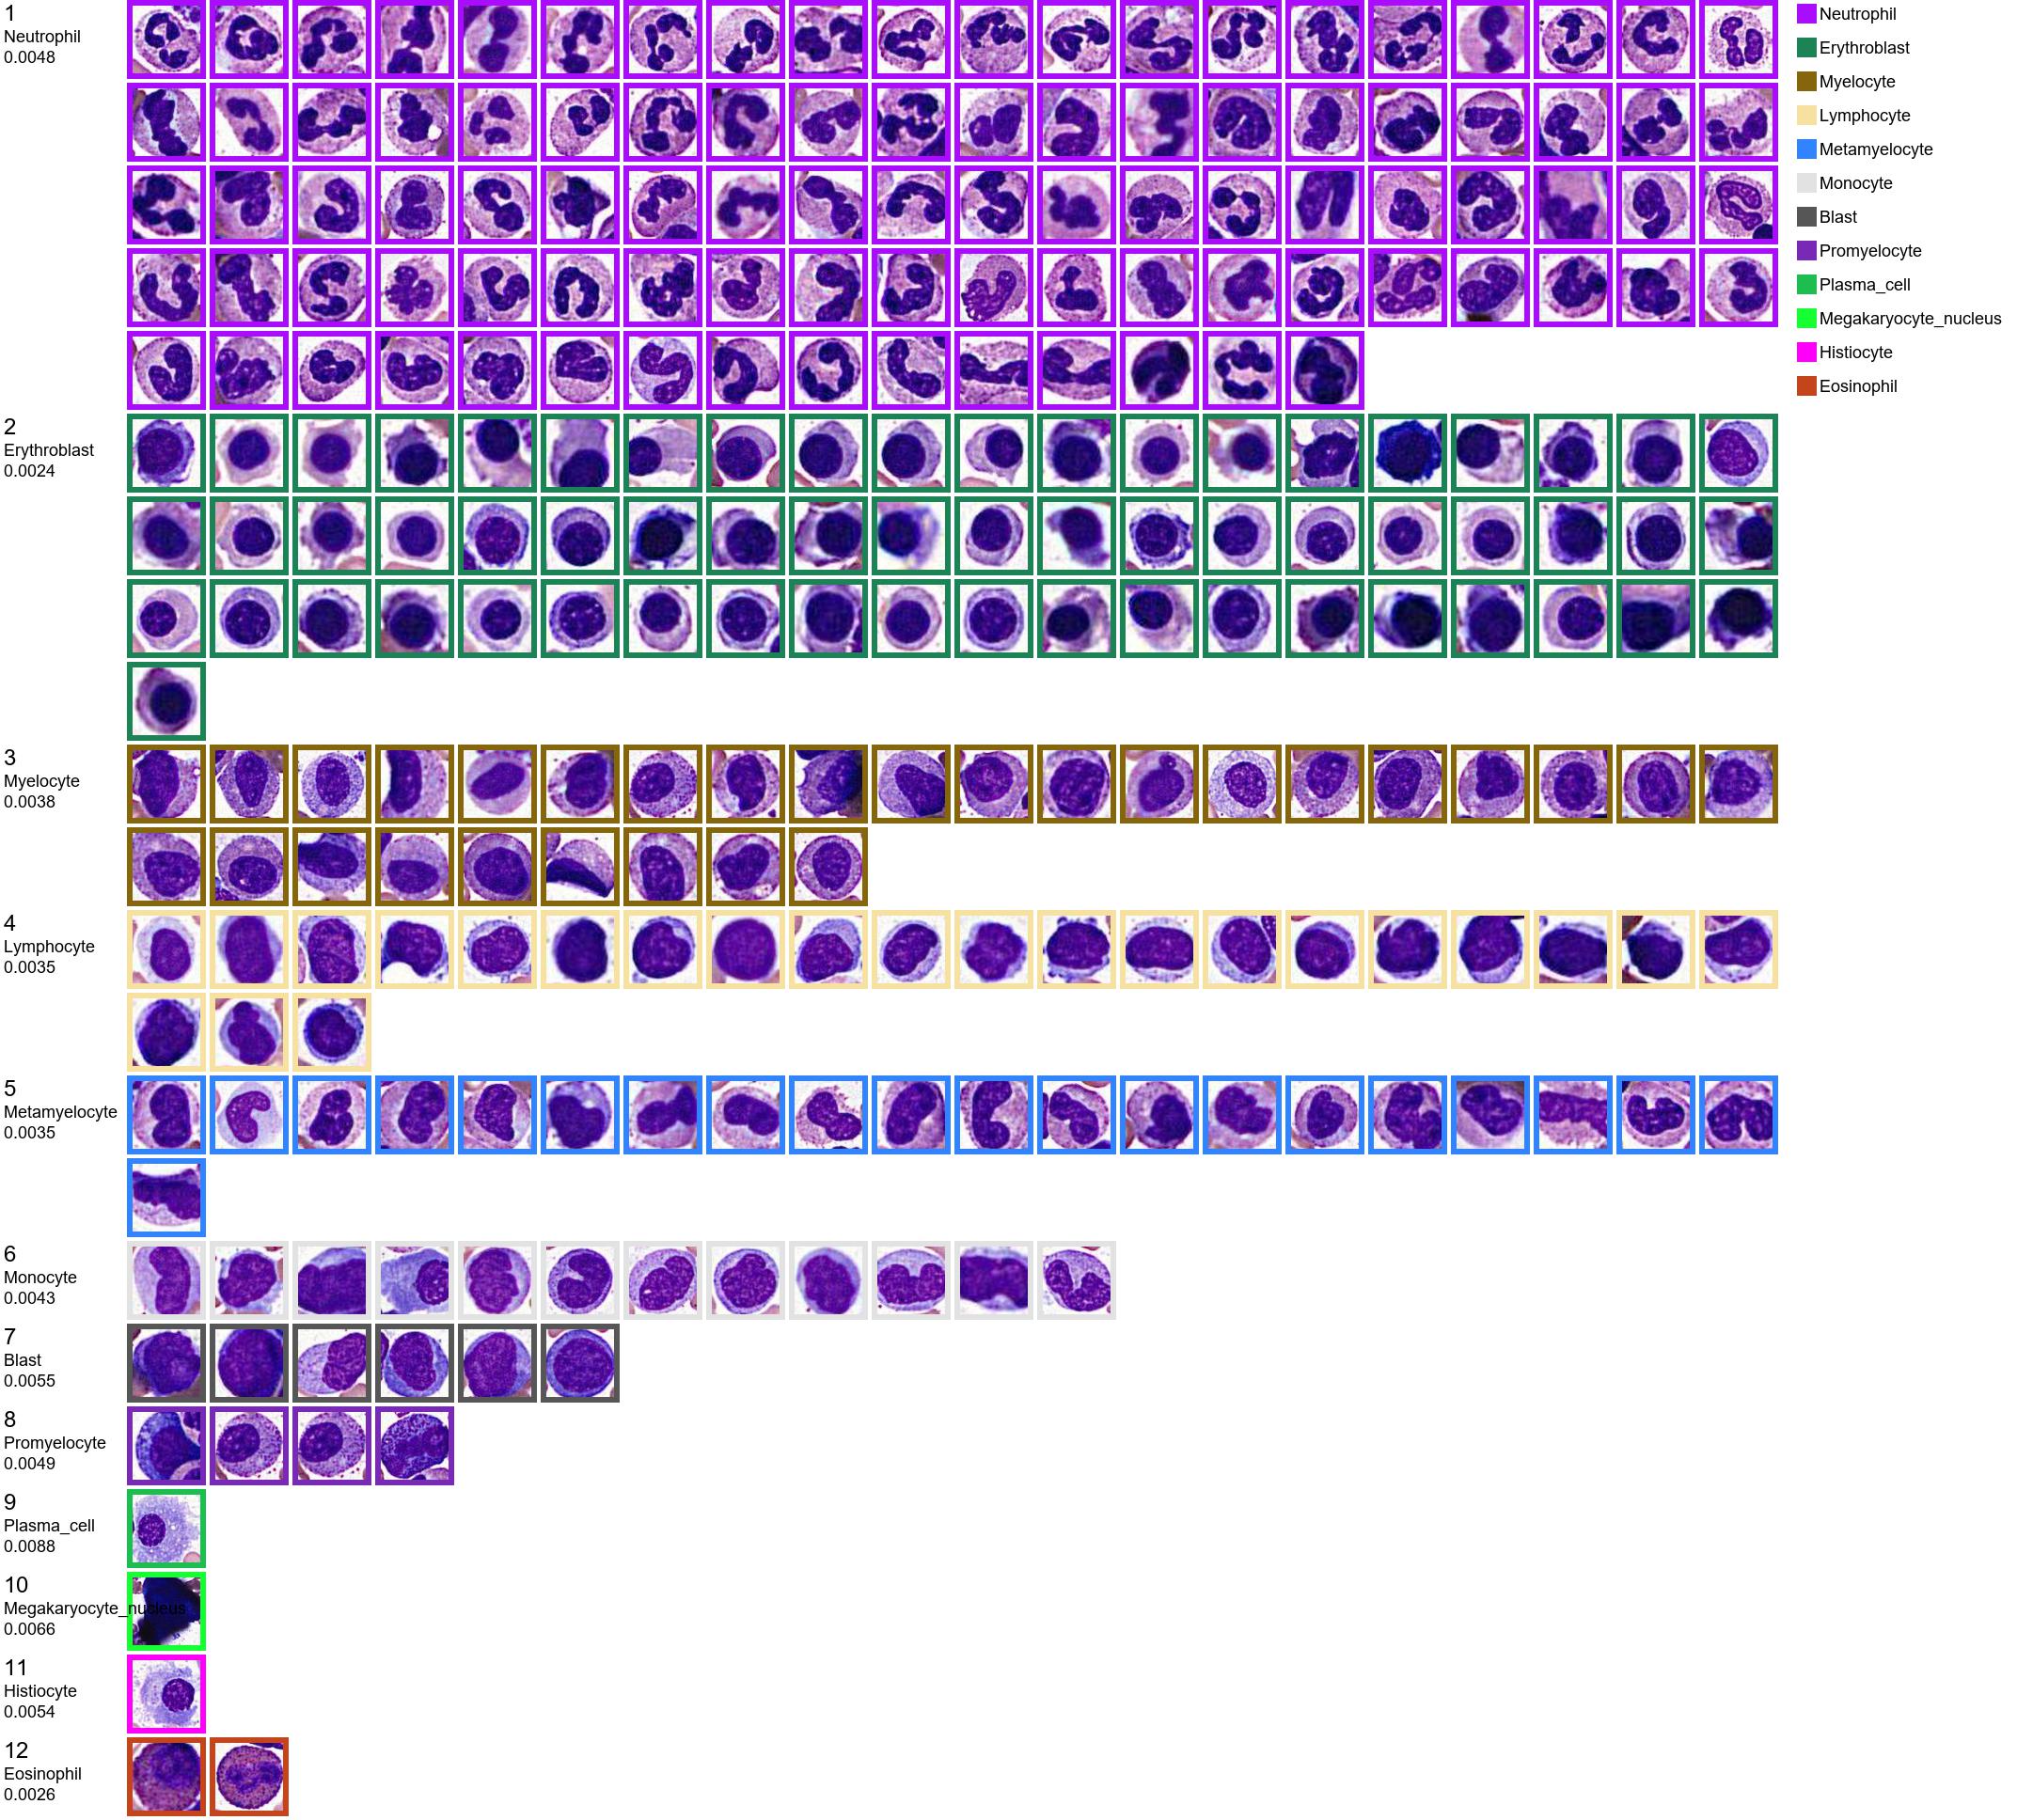 1
Neutrophil
0.0048
2
Erythroblast
0.0024
3
Myelocyte
0.0038
4
Lymphocyte
0.0035
5
Metamyelocyte
0.0035
6
Monocyte
0.0043
7
Blast
0.0055
8
Promyelocyte
0.0049
9
Plasma_cell
0.0088
10
Megakaryocyte_nucleus
0.0066
11
Histiocyte
0.0054
12
Eosinophil
0.0026
Neutrophil
Erythroblast
Myelocyte
Lymphocyte
Metamyelocyte
Monocyte
Blast
Promyelocyte
Plasma_cell
Megakaryocyte_nucleus
Histiocyte
Eosinophil